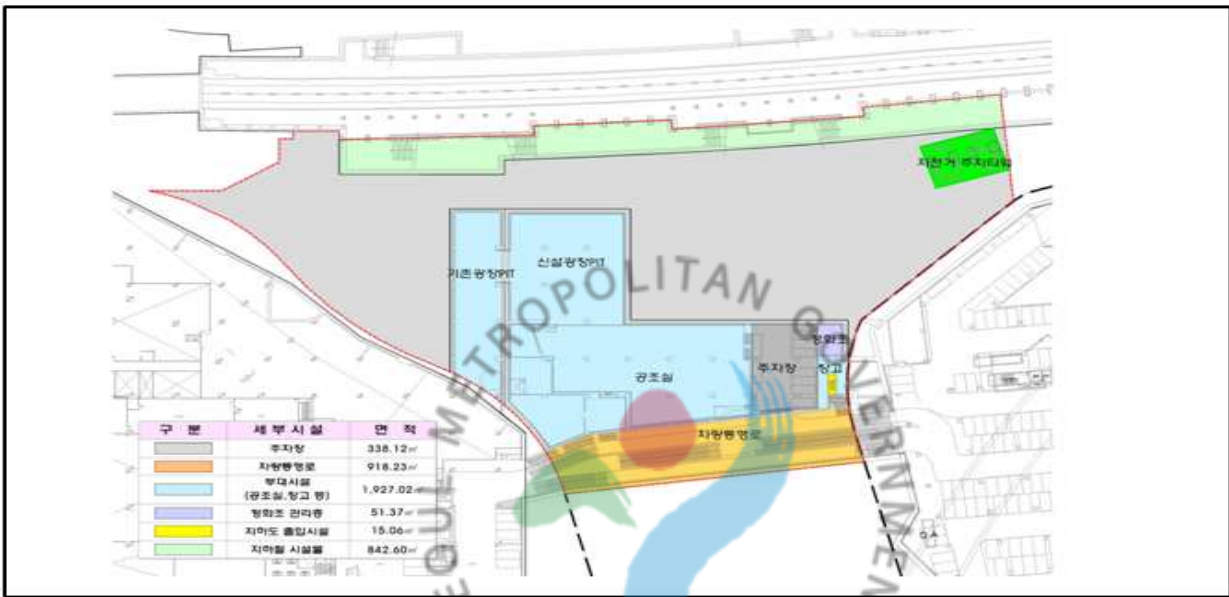 자전거 주차타워
기존광장PIT
신설광장PIT
정화조
주차장
창고
공조실
차량통행로
구 분 세부시설 면 적
주차장 338.12㎡
차량통행로 918.23㎡
부대시설
(공조실,창고 등) 1,927.02㎡
정화조 관리층 51.37㎡
지하도 출입시설 15.06㎡
지하철 시설물 842.60㎡
SEOUL METROPOLITAN GOVERNMENT